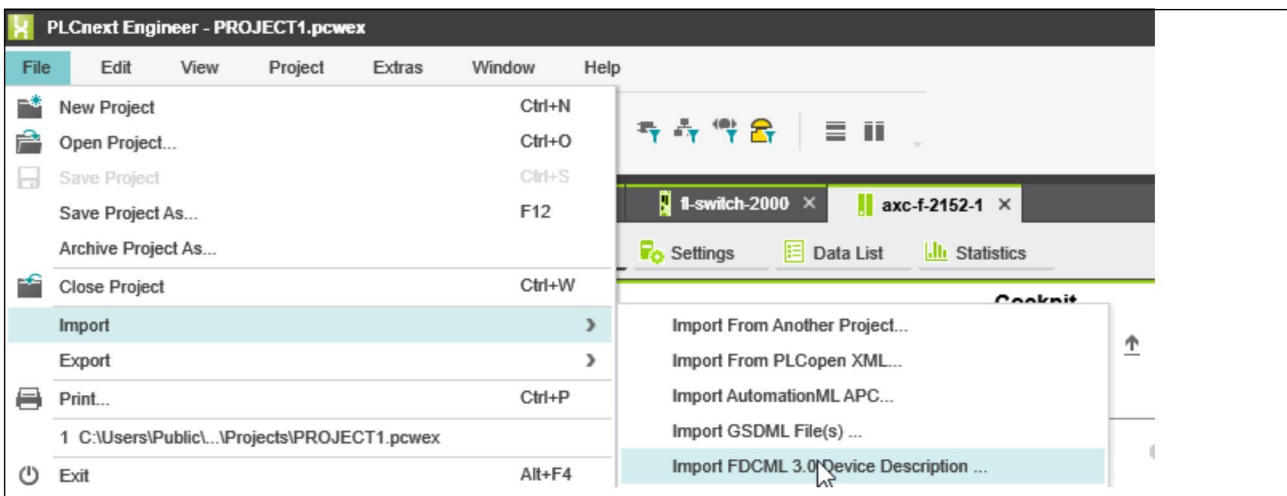 PLCnext Engineer - PROJECT1.pcwex
File Edit View Project Extras Window Help
New Project Ctrl+N
Open Project... Ctrl+O
Save Project Ctrl+S
Save Project As... F12
Archive Project As...
Close Project Ctrl+W
Import
Export
Print... Ctrl+P
1 C:\Users\Public\...\Projects\PROJECT1.pcwex
Exit Alt+F4
fl-switch-2000 axc-f-2152-1
Settings Data List Statistics
Cockpit
Import From Another Project...
Import From PLCopen XML...
Import AutomationML APC...
Import GSDML File(s) ...
Import FDCML 3.0 Device Description ...